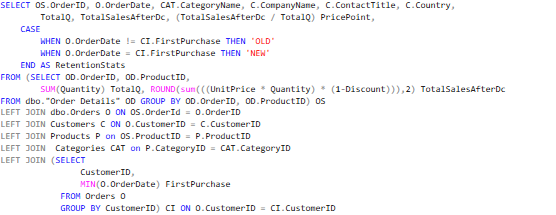 SELECT OS.OrderID, O.OrderDate, CAT.CategoryName, C.CompanyName, C.ContactTitle, C.Country,
TotalQ, TotalSalesAfterDc, (TotalSalesAfterDc / TotalQ) PricePoint,
CASE
WHEN O.OrderDate != CI.FirstPurchase THEN 'OLD'
WHEN O.OrderDate = CI.FirstPurchase THEN 'NEW'
END AS RetentionStats
FROM (SELECT OD.OrderID, OD.ProductID,
SUM(Quantity) TotalQ, ROUND(sum(((UnitPrice * Quantity) * (1-Discount))),2) TotalSalesAfterDc
FROM dbo."Order Details" OD GROUP BY OD.OrderID, OD.ProductID) OS
LEFT JOIN dbo.Orders O ON OS.OrderId = O.OrderID
LEFT JOIN Customers C ON O.CustomerID = C.CustomerID
LEFT JOIN Products P on OS.ProductID = P.ProductID
LEFT JOIN Categories CAT on P.CategoryID = CAT.CategoryID
LEFT JOIN (SELECT
CustomerID,
MIN(O.OrderDate) FirstPurchase
FROM Orders O
GROUP BY CustomerID) CI ON O.CustomerID = CI.CustomerID